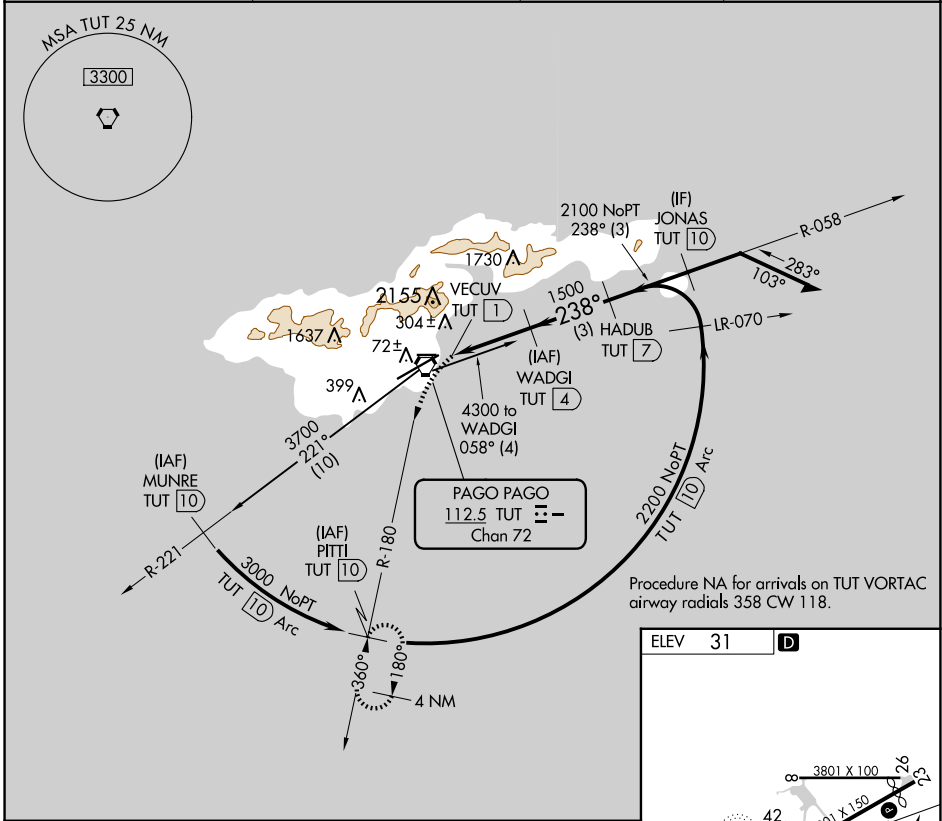 MSA TUT 25 NM
3300
2100 NoPT
238° (3)
(IF)
JONAS
TUT 10
R-058
283°
103°
1730
2155
VECUV
TUT 1
1500
238°
(3)
HADUB
TUT 7
LR-070
304±
1637
72±
399
(IAF)
WADGI
TUT 4
4300 to
WADGI
058° (4)
3700
221°
(10)
(IAF)
MUNRE
TUT 10
R-221
PAGO PAGO
112.5 TUT
Chan 72
2200 NoPT
TUT 10 Arc
(IAF)
PITTI
TUT 10
R-180
3000 NoPT
TUT 10 Arc
360°
180°
4 NM
Procedure NA for arrivals on TUT VORTAC
airway radials 358 CW 118.
ELEV 31 D
8 3801 X 100 26
23
01 X 150
P
42